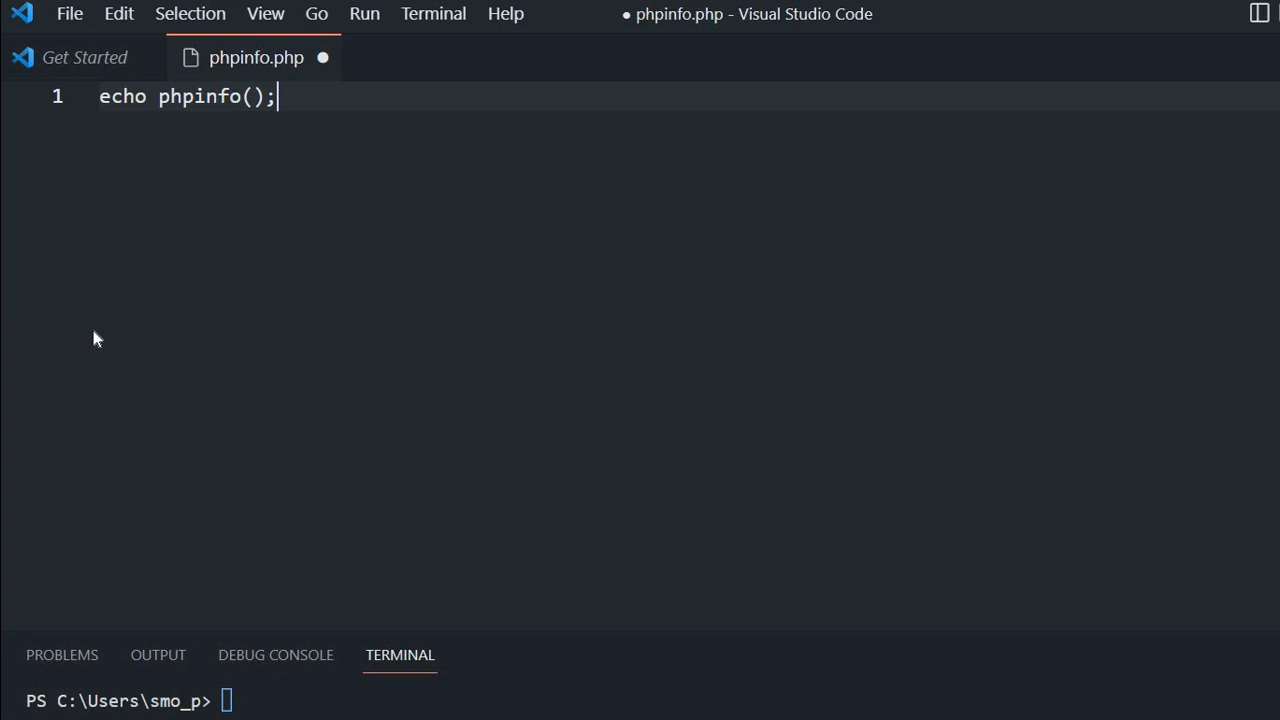 File Edit Selection View Go Run Terminal Help ● phpinfo.php - Visual Studio Code
Get Started phpinfo.php
1 echo phpinfo();
PROBLEMS OUTPUT DEBUG CONSOLE TERMINAL
PS C:\Users\smo_p>